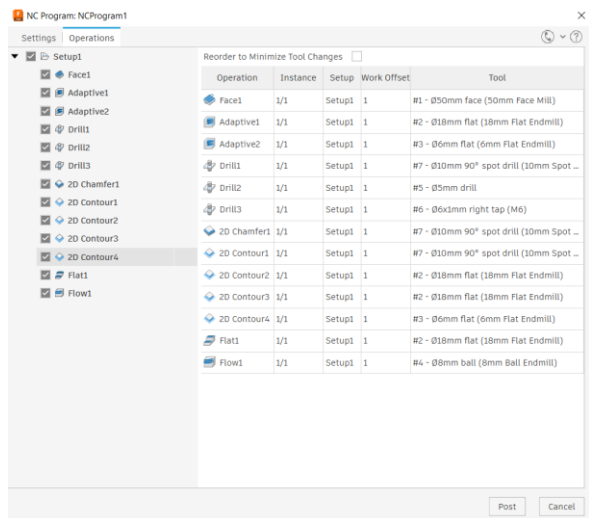 NC Program: NCProgram1
Settings Operations
Setup1
Face1
Adaptive1
Adaptive2
Drill1
Drill2
Drill3
2D Chamfer1
2D Contour1
2D Contour2
2D Contour3
2D Contour4
Flat1
Flow1
Reorder to Minimize Tool Changes
Operation Instance Setup Work Offset Tool
Face1 1/1 Setup1 1 #1 - Ø50mm face (50mm Face Mill)
Adaptive1 1/1 Setup1 1 #2 - Ø18mm flat (18mm Flat Endmill)
Adaptive2 1/1 Setup1 1 #3 - Ø6mm flat (6mm Flat Endmill)
Drill1 1/1 Setup1 1 #7 - Ø10mm 90° spot drill (10mm Spot ...
Drill2 1/1 Setup1 1 #5 - Ø5mm drill
Drill3 1/1 Setup1 1 #6 - Ø6x1mm right tap (M6)
2D Chamfer1 1/1 Setup1 1 #7 - Ø10mm 90° spot drill (10mm Spot ...
2D Contour1 1/1 Setup1 1 #7 - Ø10mm 90° spot drill (10mm Spot ...
2D Contour2 1/1 Setup1 1 #2 - Ø18mm flat (18mm Flat Endmill)
2D Contour3 1/1 Setup1 1 #2 - Ø18mm flat (18mm Flat Endmill)
2D Contour4 1/1 Setup1 1 #3 - Ø6mm flat (6mm Flat Endmill)
Flat1 1/1 Setup1 1 #2 - Ø18mm flat (18mm Flat Endmill)
Flow1 1/1 Setup1 1 #4 - Ø8mm ball (8mm Ball Endmill)
Post Cancel